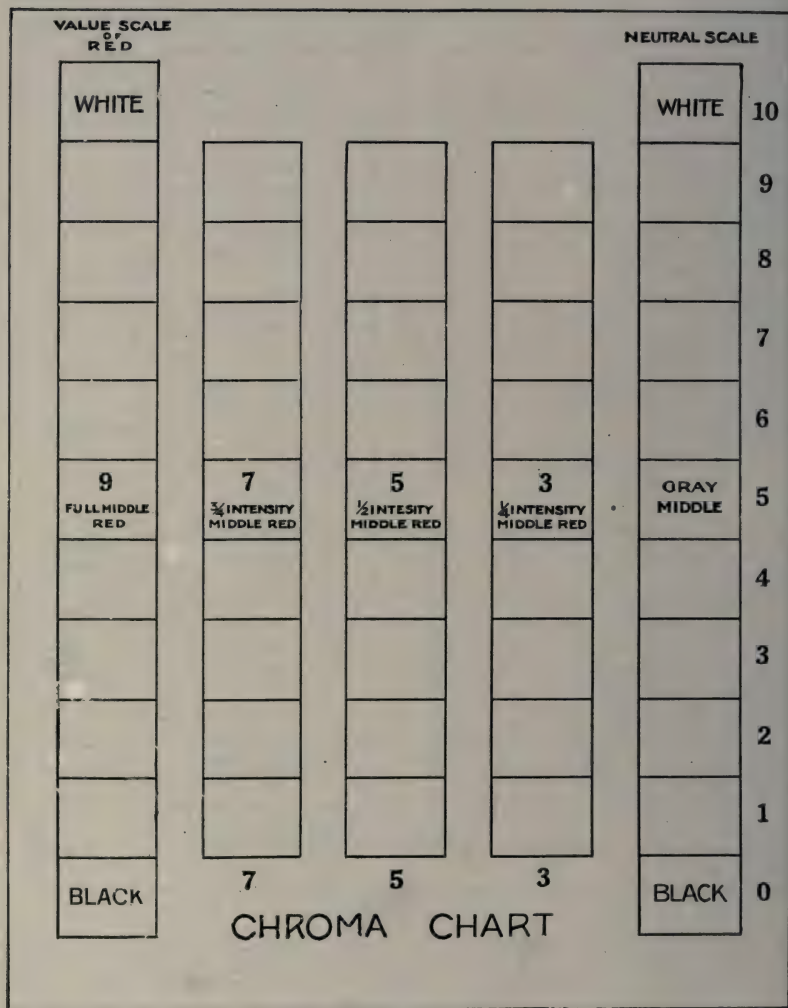 VALUE SCALE
OF
RED
NEUTRAL SCALE
WHITE
WHITE
10
9
8
7
6
9
FULL MIDDLE
RED
7
¾ INTENSITY
MIDDLE RED
5
½ INTESITY
MIDDLE RED
3
¼ INTENSITY
MIDDLE RED
GRAY
MIDDLE
5
4
3
2
1
BLACK
7
5
3
BLACK
0
CHROMA CHART